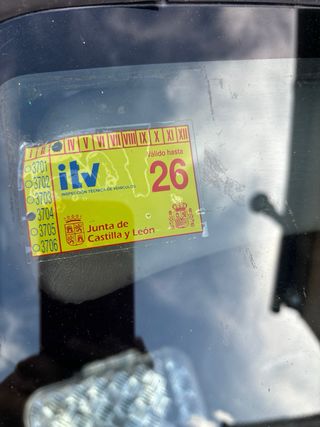 I II IV V VI VII VIII IX X XI XII
3701
3702
3703
3704
3705
3706
itv
INSPECCIÓN TÉCNICA DE VEHÍCULOS
Válido hasta
26
Junta de
Castilla y León